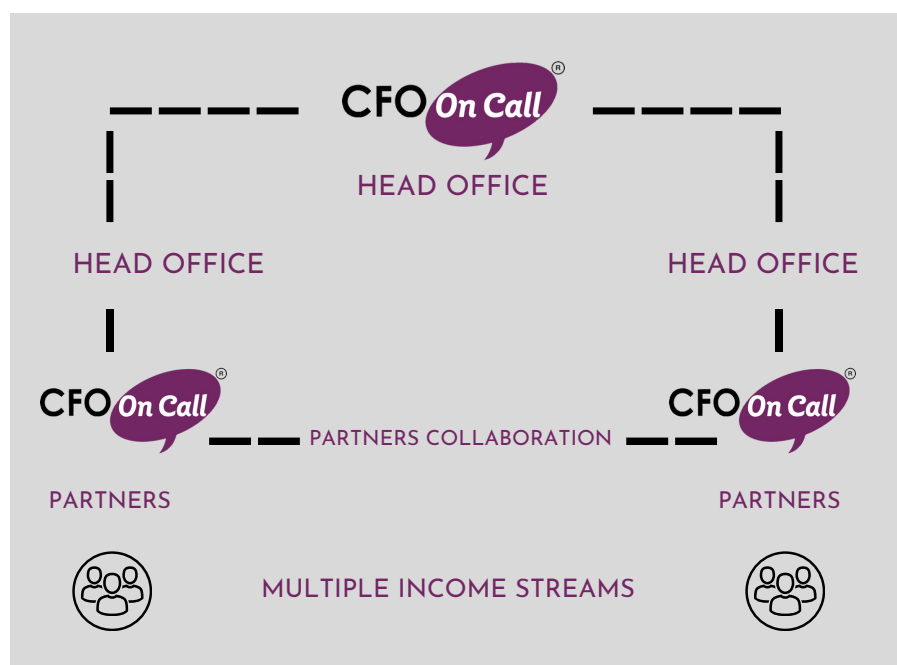 CFO On Call ®
HEAD OFFICE
HEAD OFFICE
HEAD OFFICE
CFO On Call ®
CFO On Call ®
PARTNERS COLLABORATION
PARTNERS
PARTNERS
MULTIPLE INCOME STREAMS